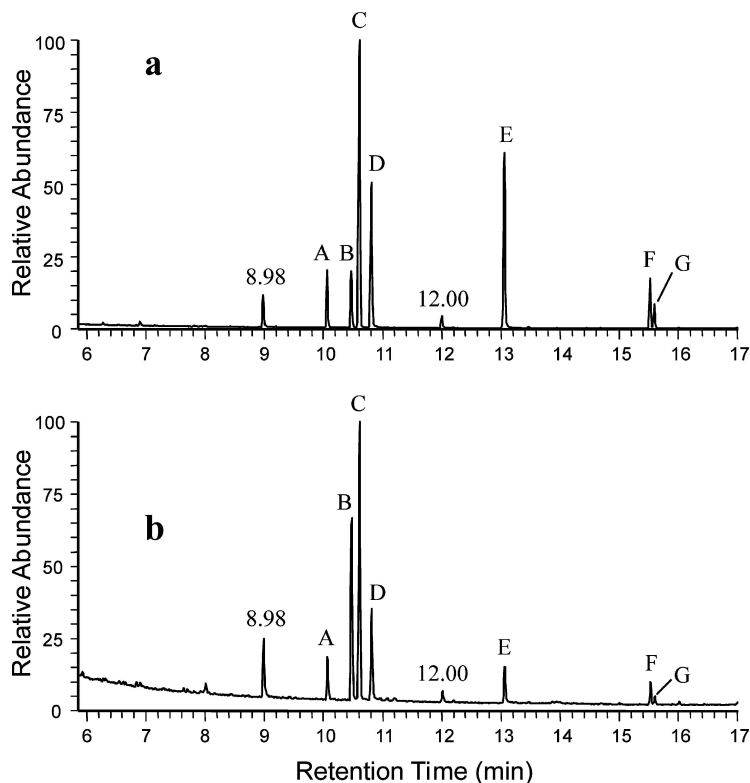 C
100
a
E
75
D
Relative Abundance
50
A
B
25
8.98
12.00
F
G
0
6 7 8 9 10 11 12 13 14 15 16 17
C
100
B
75
b
Relative Abundance
50
D
8.98
25
A
12.00
E
F
G
0
6 7 8 9 10 11 12 13 14 15 16 17
Retention Time (min)